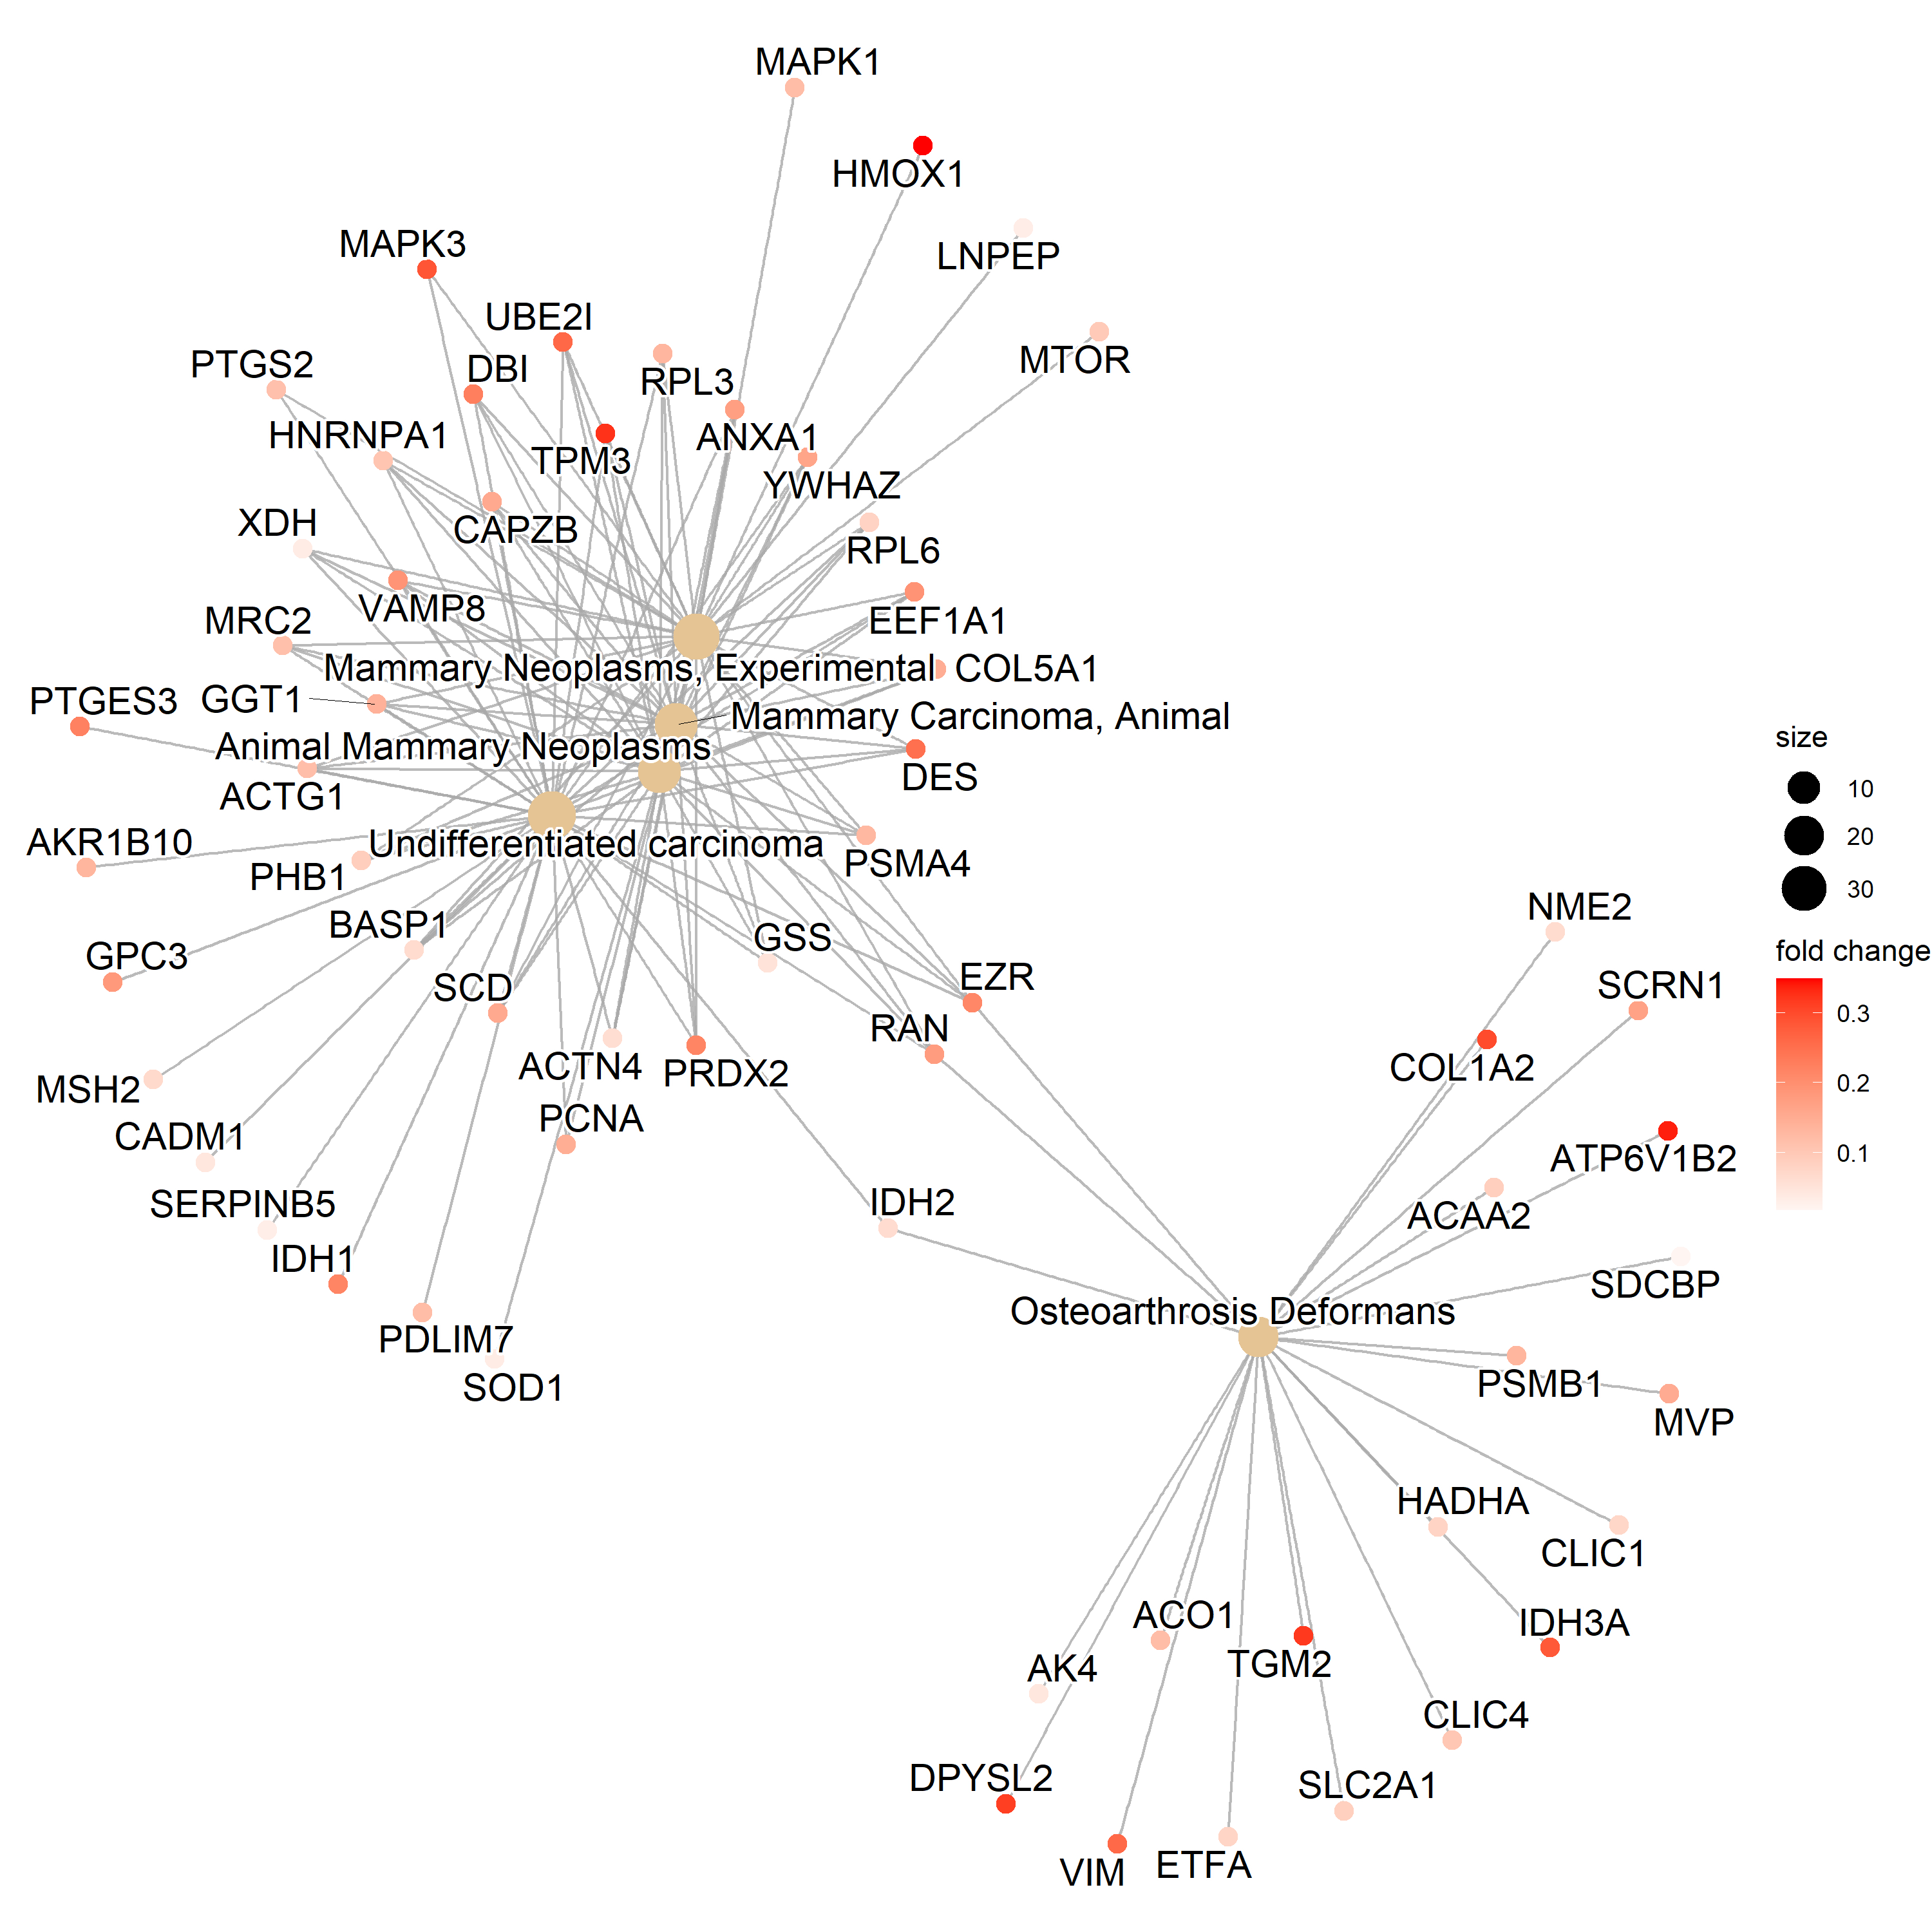 MAPK1
HMOX1
LNPEP
MAPK3
UBE2I
MTOR
PTGS2
DBI
RPL3
HNRNPA1
ANXA1
TPM3
YWHAZ
XDH
CAPZB
RPL6
VAMP8
MRC2
EEF1A1
Mammary Neoplasms, Experimental
COL5A1
PTGES3
GGT1
Mammary Carcinoma, Animal
Animal Mammary Neoplasms
DES
ACTG1
AKR1B10
Undifferentiated carcinoma
PSMA4
PHB1
BASP1
GSS
GPC3
SCD
EZR
RAN
ACTN4
PRDX2
MSH2
PCNA
CADM1
SERPINB5
IDH2
IDH1
PDLIM7
SOD1
NME2
SCRN1
COL1A2
ATP6V1B2
ACAA2
SDCBP
Osteoarthrosis Deformans
PSMB1
MVP
HADHA
CLIC1
ACO1
IDH3A
TGM2
AK4
CLIC4
DPYSL2
SLC2A1
VIM
ETFA
size
10
20
30
fold change
0.3
0.2
0.1